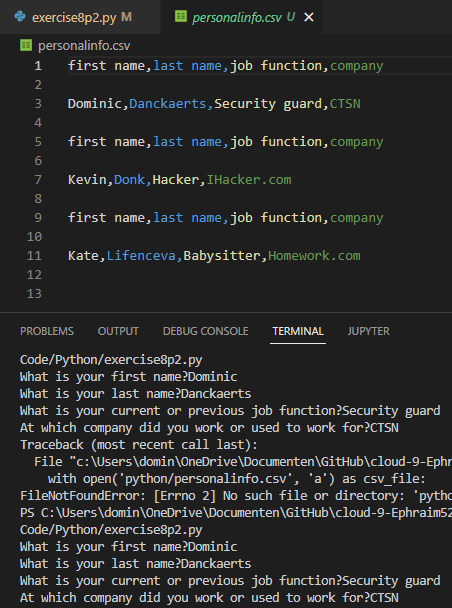 exercise8p2.py M personalinfo.csv U
personalinfo.csv
1 first name,last name,job function,company
2
3 Dominic,Danckaerts,Security guard,CTSN
4
5 first name,last name,job function,company
6
7 Kevin,Donk,Hacker,IHacker.com
8
9 first name,last name,job function,company
10
11 Kate,Lifenceva,Babysitter,Homework.com
12
13
PROBLEMS OUTPUT DEBUG CONSOLE TERMINAL JUPYTER
Code/Python/exercise8p2.py
What is your first name?Dominic
What is your last name?Danckaerts
What is your current or previous job function?Security guard
At which company did you work or used to work for?CTSN
Traceback (most recent call last):
File "c:\Users\domin\OneDrive\Documenten\GitHub\cloud-9-Ephr
with open('python/personalinfo.csv', 'a') as csv_file:
FileNotFoundError: [Errno 2] No such file or directory: 'pyth
PS C:\Users\domin\OneDrive\Documenten\GitHub\cloud-9-Ephraim52
Code/Python/exercise8p2.py
What is your first name?Dominic
What is your last name?Danckaerts
What is your current or previous job function?Security guard
At which company did you work or used to work for?CTSN